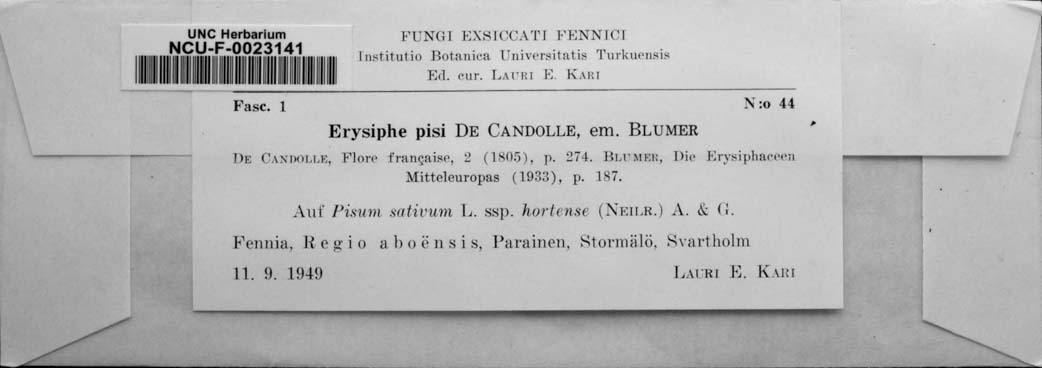 UNC Herbarium
NCU-F-0023141
FUNGI EXSICCATI FENNICI
Institutio Botanica Universitatis Turkuensis
Ed. cur. LAURI E. KARI
Fasc. 1 N:o 44
Erysiphe pisi DE CANDOLLE, em. BLUMER
DE CANDOLLE, Flore française, 2 (1805), p. 274. BLUMER, Die Erysiphaceen
Mitteleuropas (1933), p. 187.
Auf Pisum sativum L. ssp. hortense (NEILR.) A. & G.
Fennia, Regio aboënsis, Parainen, Stormälö, Svartholm
11. 9. 1949 LAURI E. KARI